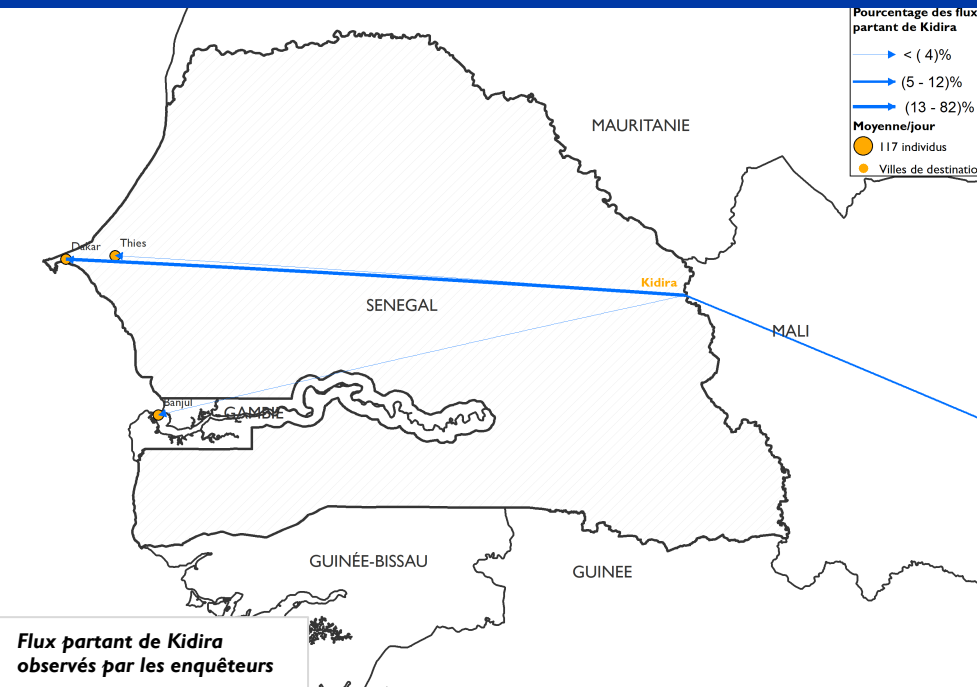 Pourcentage des flux
partant de Kidira
< ( 4)%
(5 - 12)%
(13 - 82)%
Moyenne/jour
117 individus
Villes de destinatio
MAURITANIE
Dakar
Thies
Kidira
SENEGAL
MALI
Banjul
GAMBIE
GUINÉE-BISSAU
GUINEE
Flux partant de Kidira
observés par les enquêteurs